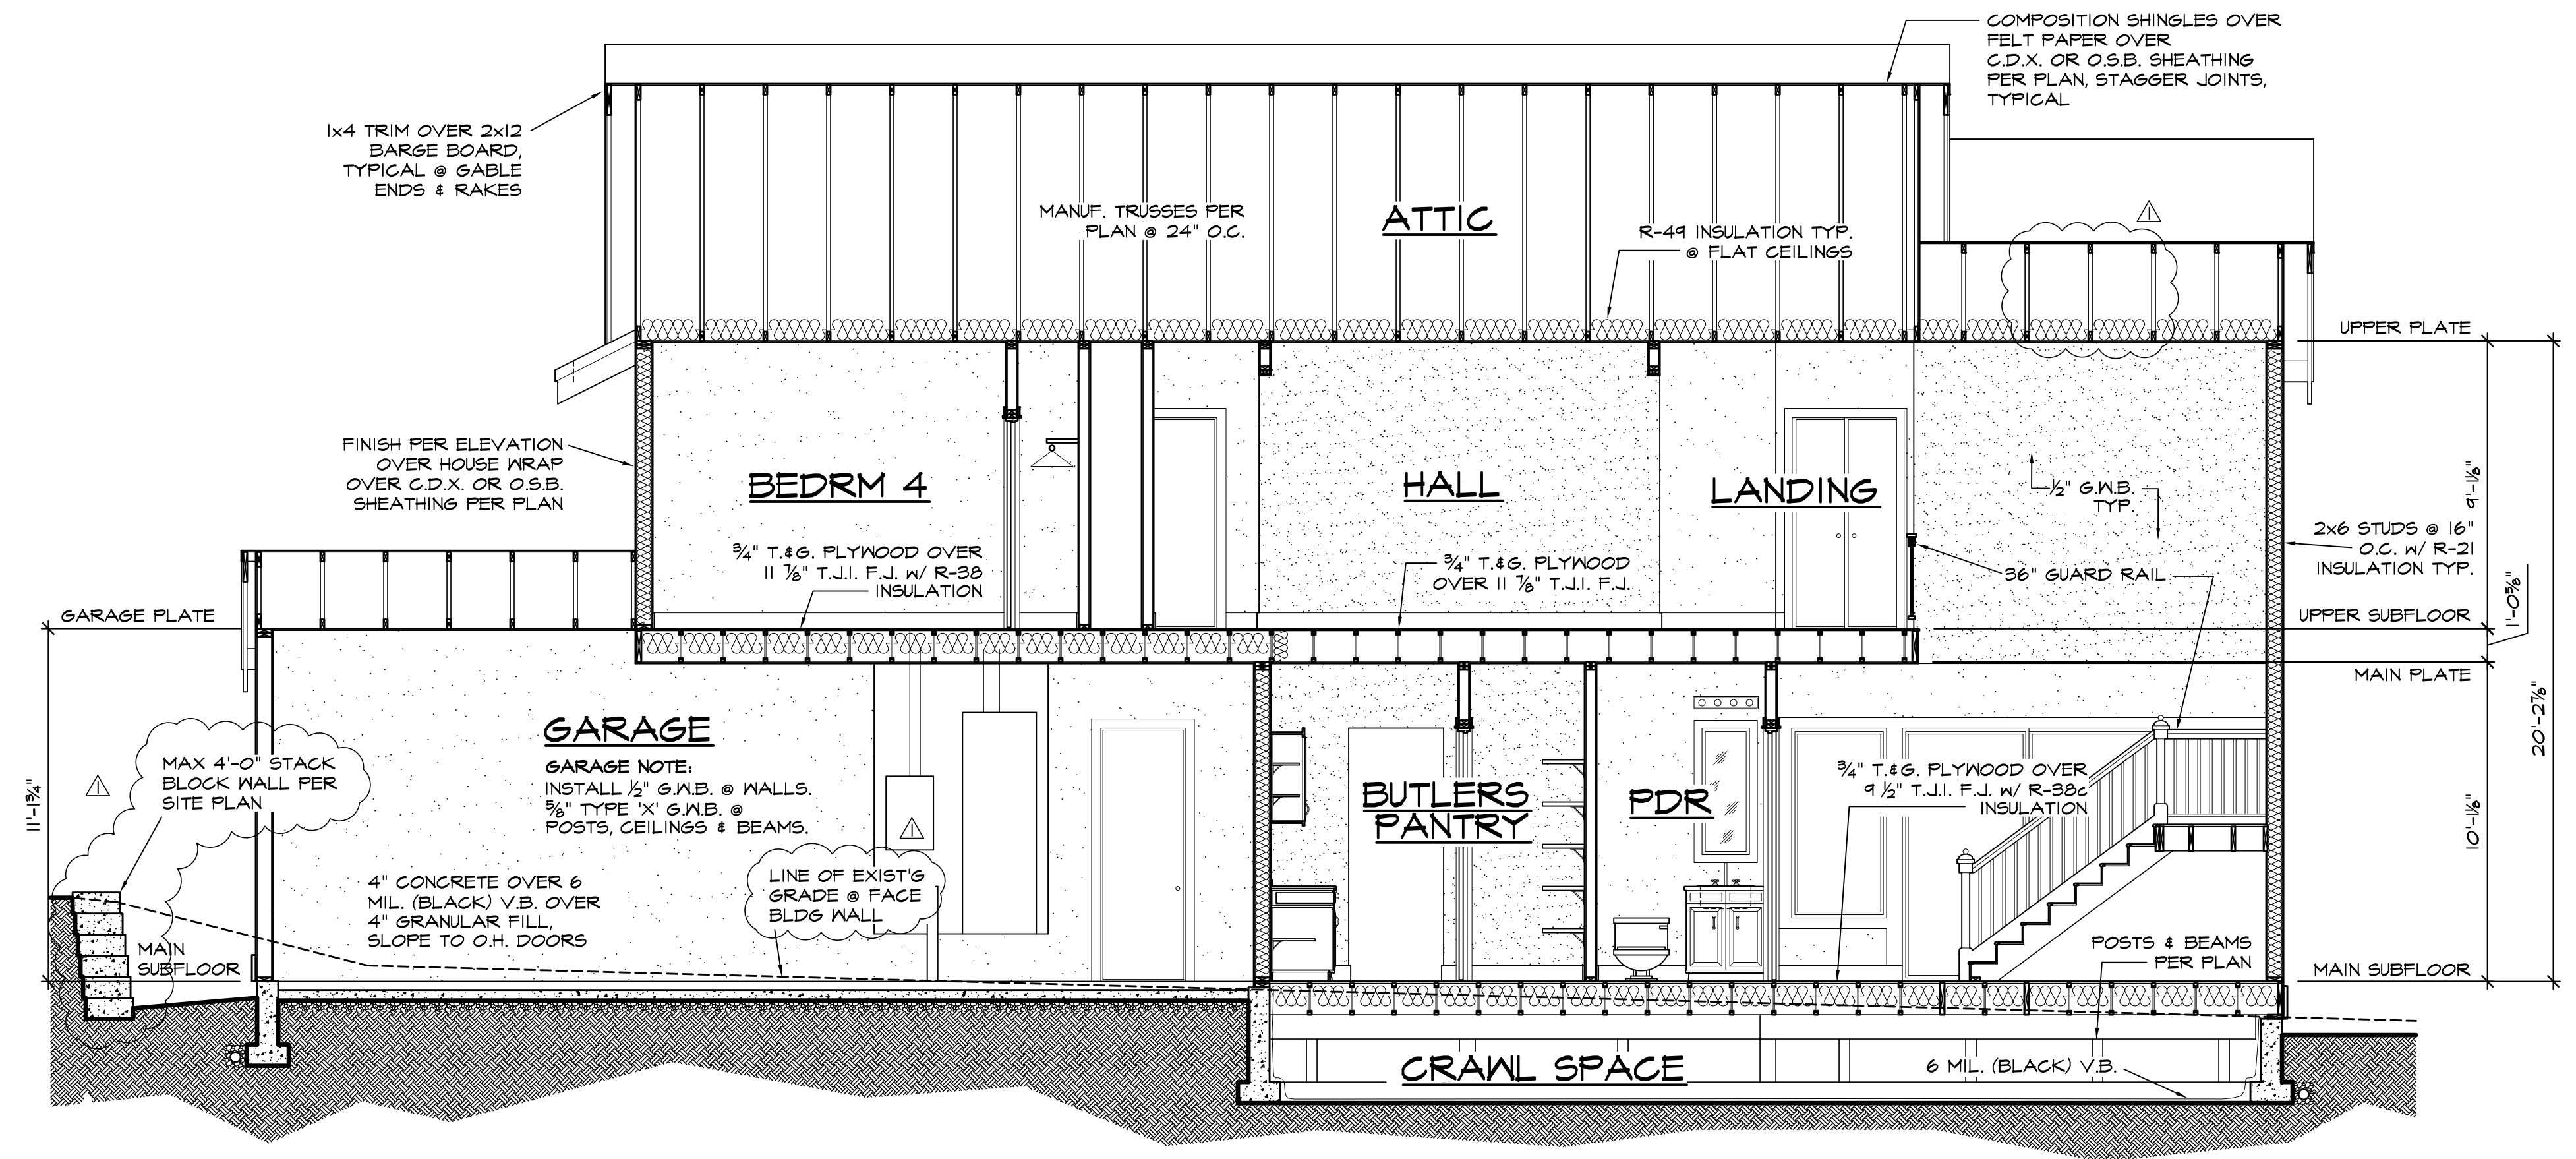 COMPOSITION SHINGLES OVER
FELT PAPER OVER
C.D.X. OR O.S.B. SHEATHING
PER PLAN, STAGGER JOINTS,
TYPICAL
1x4 TRIM OVER 2x12
BARGE BOARD,
TYPICAL @ GABLE
ENDS & RAKES
MANUF. TRUSSES PER
PLAN @ 24" O.C.
ATTIC
R-49 INSULATION TYP.
@ FLAT CEILINGS
1
UPPER PLATE
FINISH PER ELEVATION
OVER HOUSE WRAP
OVER C.D.X. OR O.S.B.
SHEATHING PER PLAN
BEDRM 4
HALL
LANDING
½" G.W.B.
TYP.
9'-1⅛"
2x6 STUDS @ 16"
O.C. W/ R-21
INSULATION TYP.
¾" T.&G. PLYWOOD OVER
11 ⅞" T.J.I. F.J. W/ R-38
INSULATION
¾" T.&G. PLYWOOD
OVER 11 ⅞" T.J.I. F.J.
36" GUARD RAIL
1'-0⅝"
GARAGE PLATE
UPPER SUBFLOOR
MAIN PLATE
20'-2⅞"
GARAGE
GARAGE NOTE:
INSTALL ½" G.W.B. @ WALLS.
⅝" TYPE 'X' G.W.B. @
POSTS, CEILINGS & BEAMS.
MAX 4'-0" STACK
BLOCK WALL PER
SITE PLAN
1
11'-1¾"
1
BUTLERS
PANTRY
PDR
¾" T.&G. PLYWOOD OVER
9 ½" T.J.I. F.J. W/ R-38c
INSULATION
10'-1⅛"
4" CONCRETE OVER 6
MIL. (BLACK) V.B. OVER
4" GRANULAR FILL,
SLOPE TO O.H. DOORS
LINE OF EXIST'G
GRADE @ FACE
BLDG WALL
MAIN
SUBFLOOR
POSTS & BEAMS
PER PLAN
MAIN SUBFLOOR
CRAWL SPACE
6 MIL. (BLACK) V.B.